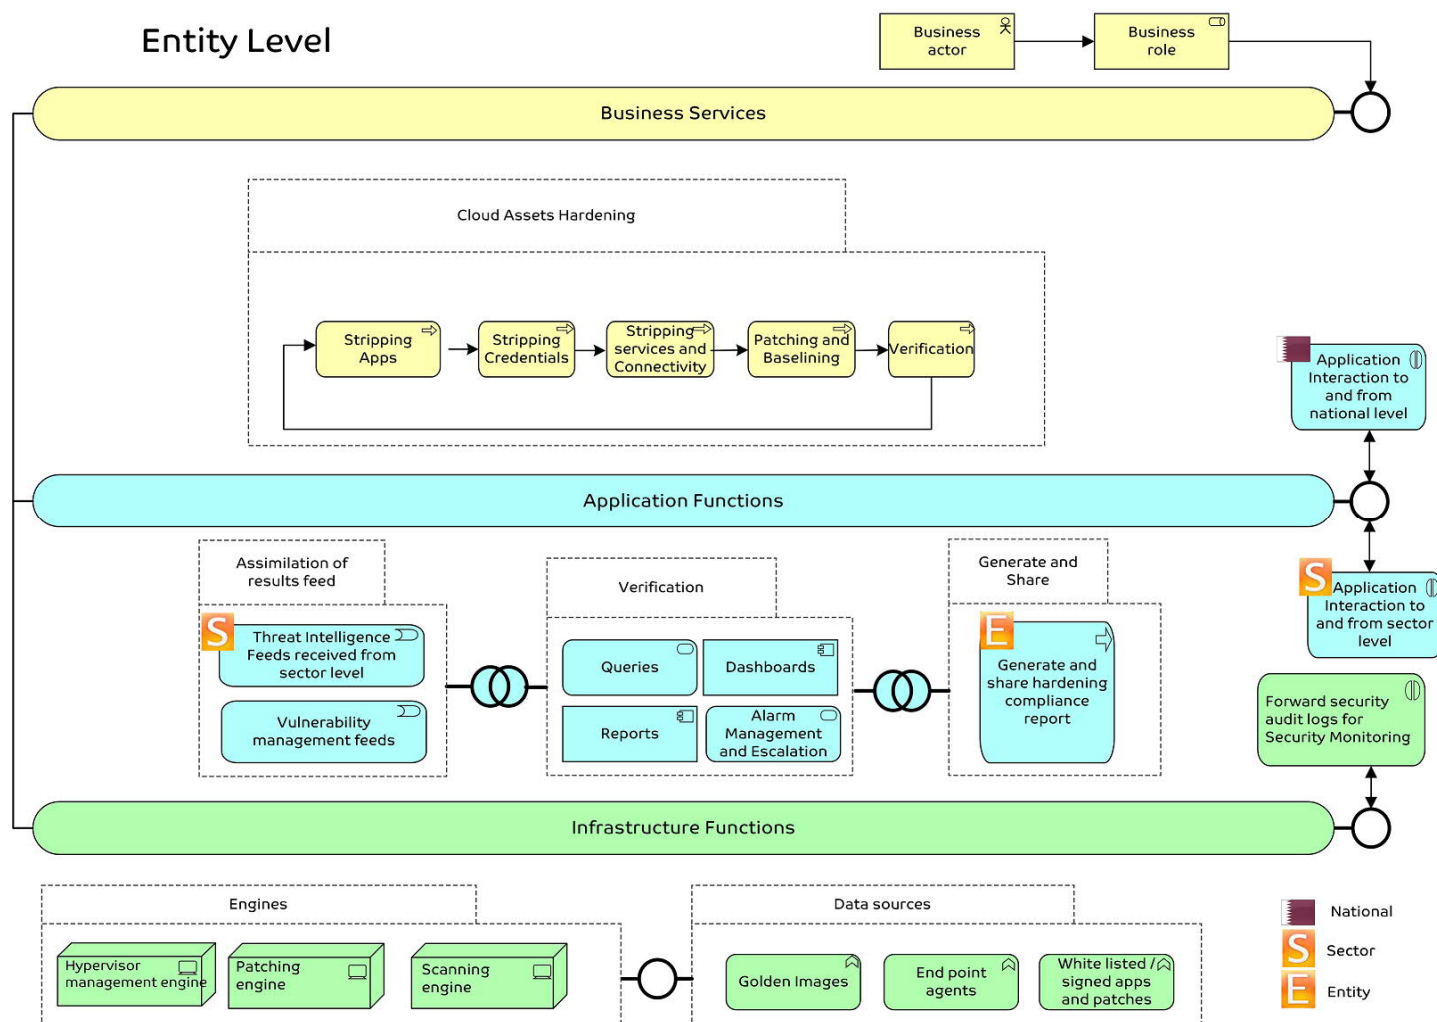 Entity Level
Business
actor
Business
role
Business Services
Cloud Assets Hardening
Stripping
Apps
Stripping
Credentials
Stripping
services and
Connectivity
Patching and
Baselining
Verification
Application
Interaction to
and from
national level
Application Functions
Assimilation of
results feed
Verification
Generate and
Share
S
Application
Interaction to
and from sector
level
S
Threat Intelligence
Feeds received from
sector level
Vulnerability
management feeds
Queries
Dashboards
Reports
Alarm
Management
and Escalation
E
Generate and
share hardening
compliance
report
Forward security
audit logs for
Security Monitoring
Infrastructure Functions
Engines
Data sources
Hypervisor
management engine
Patching
engine
Scanning
engine
Golden Images
End point
agents
White listed /
signed apps
and patches
National
S
Sector
E
Entity